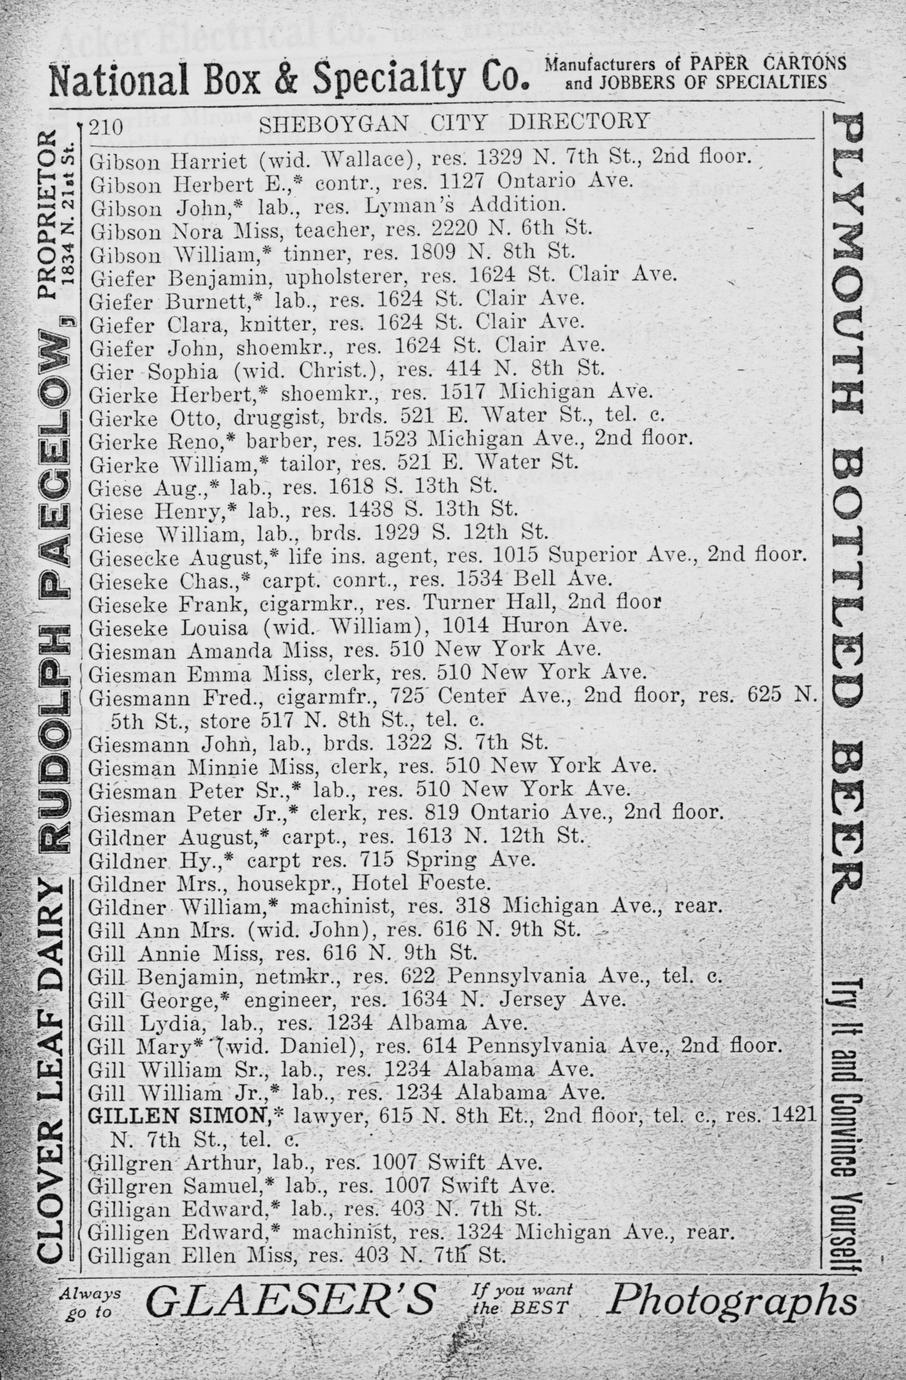 National Box & Specialty Co. Manufacturers of PAPER CARTONS
and JOBBERS OF SPECIALTIES
210 SHEBOYGAN CITY DIRECTORY
Gibson Harriet (wid. Wallace), res. 1329 N. 7th St., 2nd floor.
Gibson Herbert E.,* contr., res. 1127 Ontario Ave.
Gibson John,* lab., res. Lyman's Addition.
Gibson Nora Miss, teacher, res. 2220 N. 6th St.
Gibson William,* tinner, res. 1809 N. 8th St.
Giefer Benjamin, upholsterer, res. 1624 St. Clair Ave.
Giefer Burnett,* lab., res. 1624 St. Clair Ave.
Giefer Clara, knitter, res. 1624 St. Clair Ave.
Giefer John, shoemkr., res. 1624 St. Clair Ave.
Gier Sophia (wid. Christ.), res. 414 N. 8th St.
Gierke Herbert,* shoemkr., res. 1517 Michigan Ave.
Gierke Otto, druggist, brds. 521 E. Water St., tel. c.
Gierke Reno,* barber, res. 1523 Michigan Ave., 2nd floor.
Gierke William,* tailor, res. 521 E. Water St.
Giese Aug.,* lab., res. 1618 S. 13th St.
Giese Henry,* lab., res. 1438 S. 13th St.
Giese William, lab., brds. 1929 S. 12th St.
Giesecke August,* life ins. agent, res. 1015 Superior Ave., 2nd floor.
Gieseke Chas.,* carpt. conrt., res. 1534 Bell Ave.
Gieseke Frank, cigarmkr., res. Turner Hall, 2nd floor
Gieseke Louisa (wid. William), 1014 Huron Ave.
Giesman Amanda Miss, res. 510 New York Ave.
Giesman Emma Miss, clerk, res. 510 New York Ave.
Giesmann Fred., cigarmfr., 725 Center Ave., 2nd floor, res. 625 N.
5th St., store 517 N. 8th St., tel. c.
Giesmann John, lab., brds. 1322 S. 7th St.
Giesman Minnie Miss, clerk, res. 510 New York Ave.
Giesman Peter Sr.,* lab., res. 510 New York Ave.
Giesman Peter Jr.,* clerk, res. 819 Ontario Ave., 2nd floor.
Gildner August,* carpt., res. 1613 N. 12th St.
Gildner Hy.,* carpt res. 715 Spring Ave.
Gildner Mrs., housekpr., Hotel Foeste.
Gildner William,* machinist, res. 318 Michigan Ave., rear.
Gill Ann Mrs. (wid. John), res. 616 N. 9th St.
Gill Annie Miss, res. 616 N. 9th St.
Gill Benjamin, netmkr., res. 622 Pennsylvania Ave., tel. c.
Gill George,* engineer, res. 1634 N. Jersey Ave.
Gill Lydia, lab., res. 1234 Albama Ave.
Gill Mary* (wid. Daniel), res. 614 Pennsylvania Ave., 2nd floor.
Gill William Sr., lab., res. 1234 Alabama Ave.
Gill William Jr.,* lab., res. 1234 Alabama Ave.
GILLEN SIMON,* lawyer, 615 N. 8th Et., 2nd floor, tel. c., res. 1421
N. 7th St., tel. c.
Gillgren Arthur, lab., res. 1007 Swift Ave.
Gillgren Samuel,* lab., res. 1007 Swift Ave.
Gilligan Edward,* lab., res. 403 N. 7th St.
Gilligen Edward,* machinist, res. 1324 Michigan Ave., rear.
Gilligan Ellen Miss, res. 403 N. 7th St.
CLOVER LEAF DAIRY RUDOLPH PAEGELOW, PROPRIETOR
1834 N. 21st St.
PLYMOUTH BOTTLED BEER Try It and Convince Yourself
Always
go to GLAESER'S If you want
the BEST Photographs